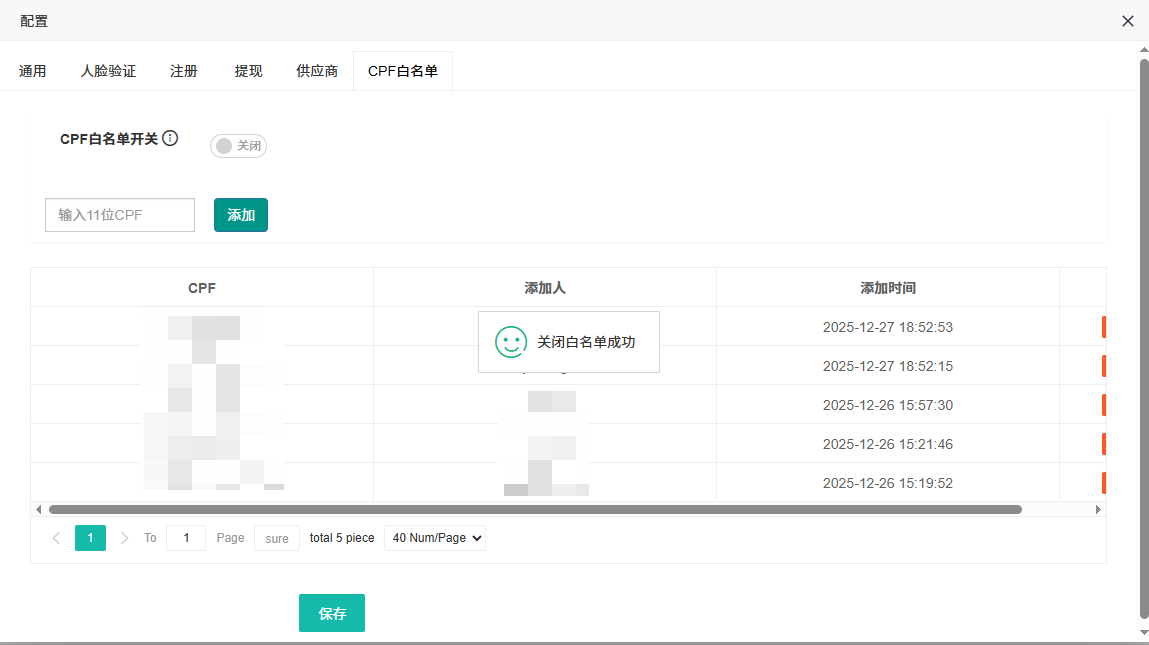 配置
通用 人脸验证 注册 提现 供应商 CPF白名单
CPF白名单开关 关闭
输入11位CPF 添加
CPF 添加人 添加时间
2025-12-27 18:52:53
关闭白名单成功
2025-12-27 18:52:15
2025-12-26 15:57:30
2025-12-26 15:21:46
2025-12-26 15:19:52
1 To 1 Page sure total 5 piece 40 Num/Page
保存